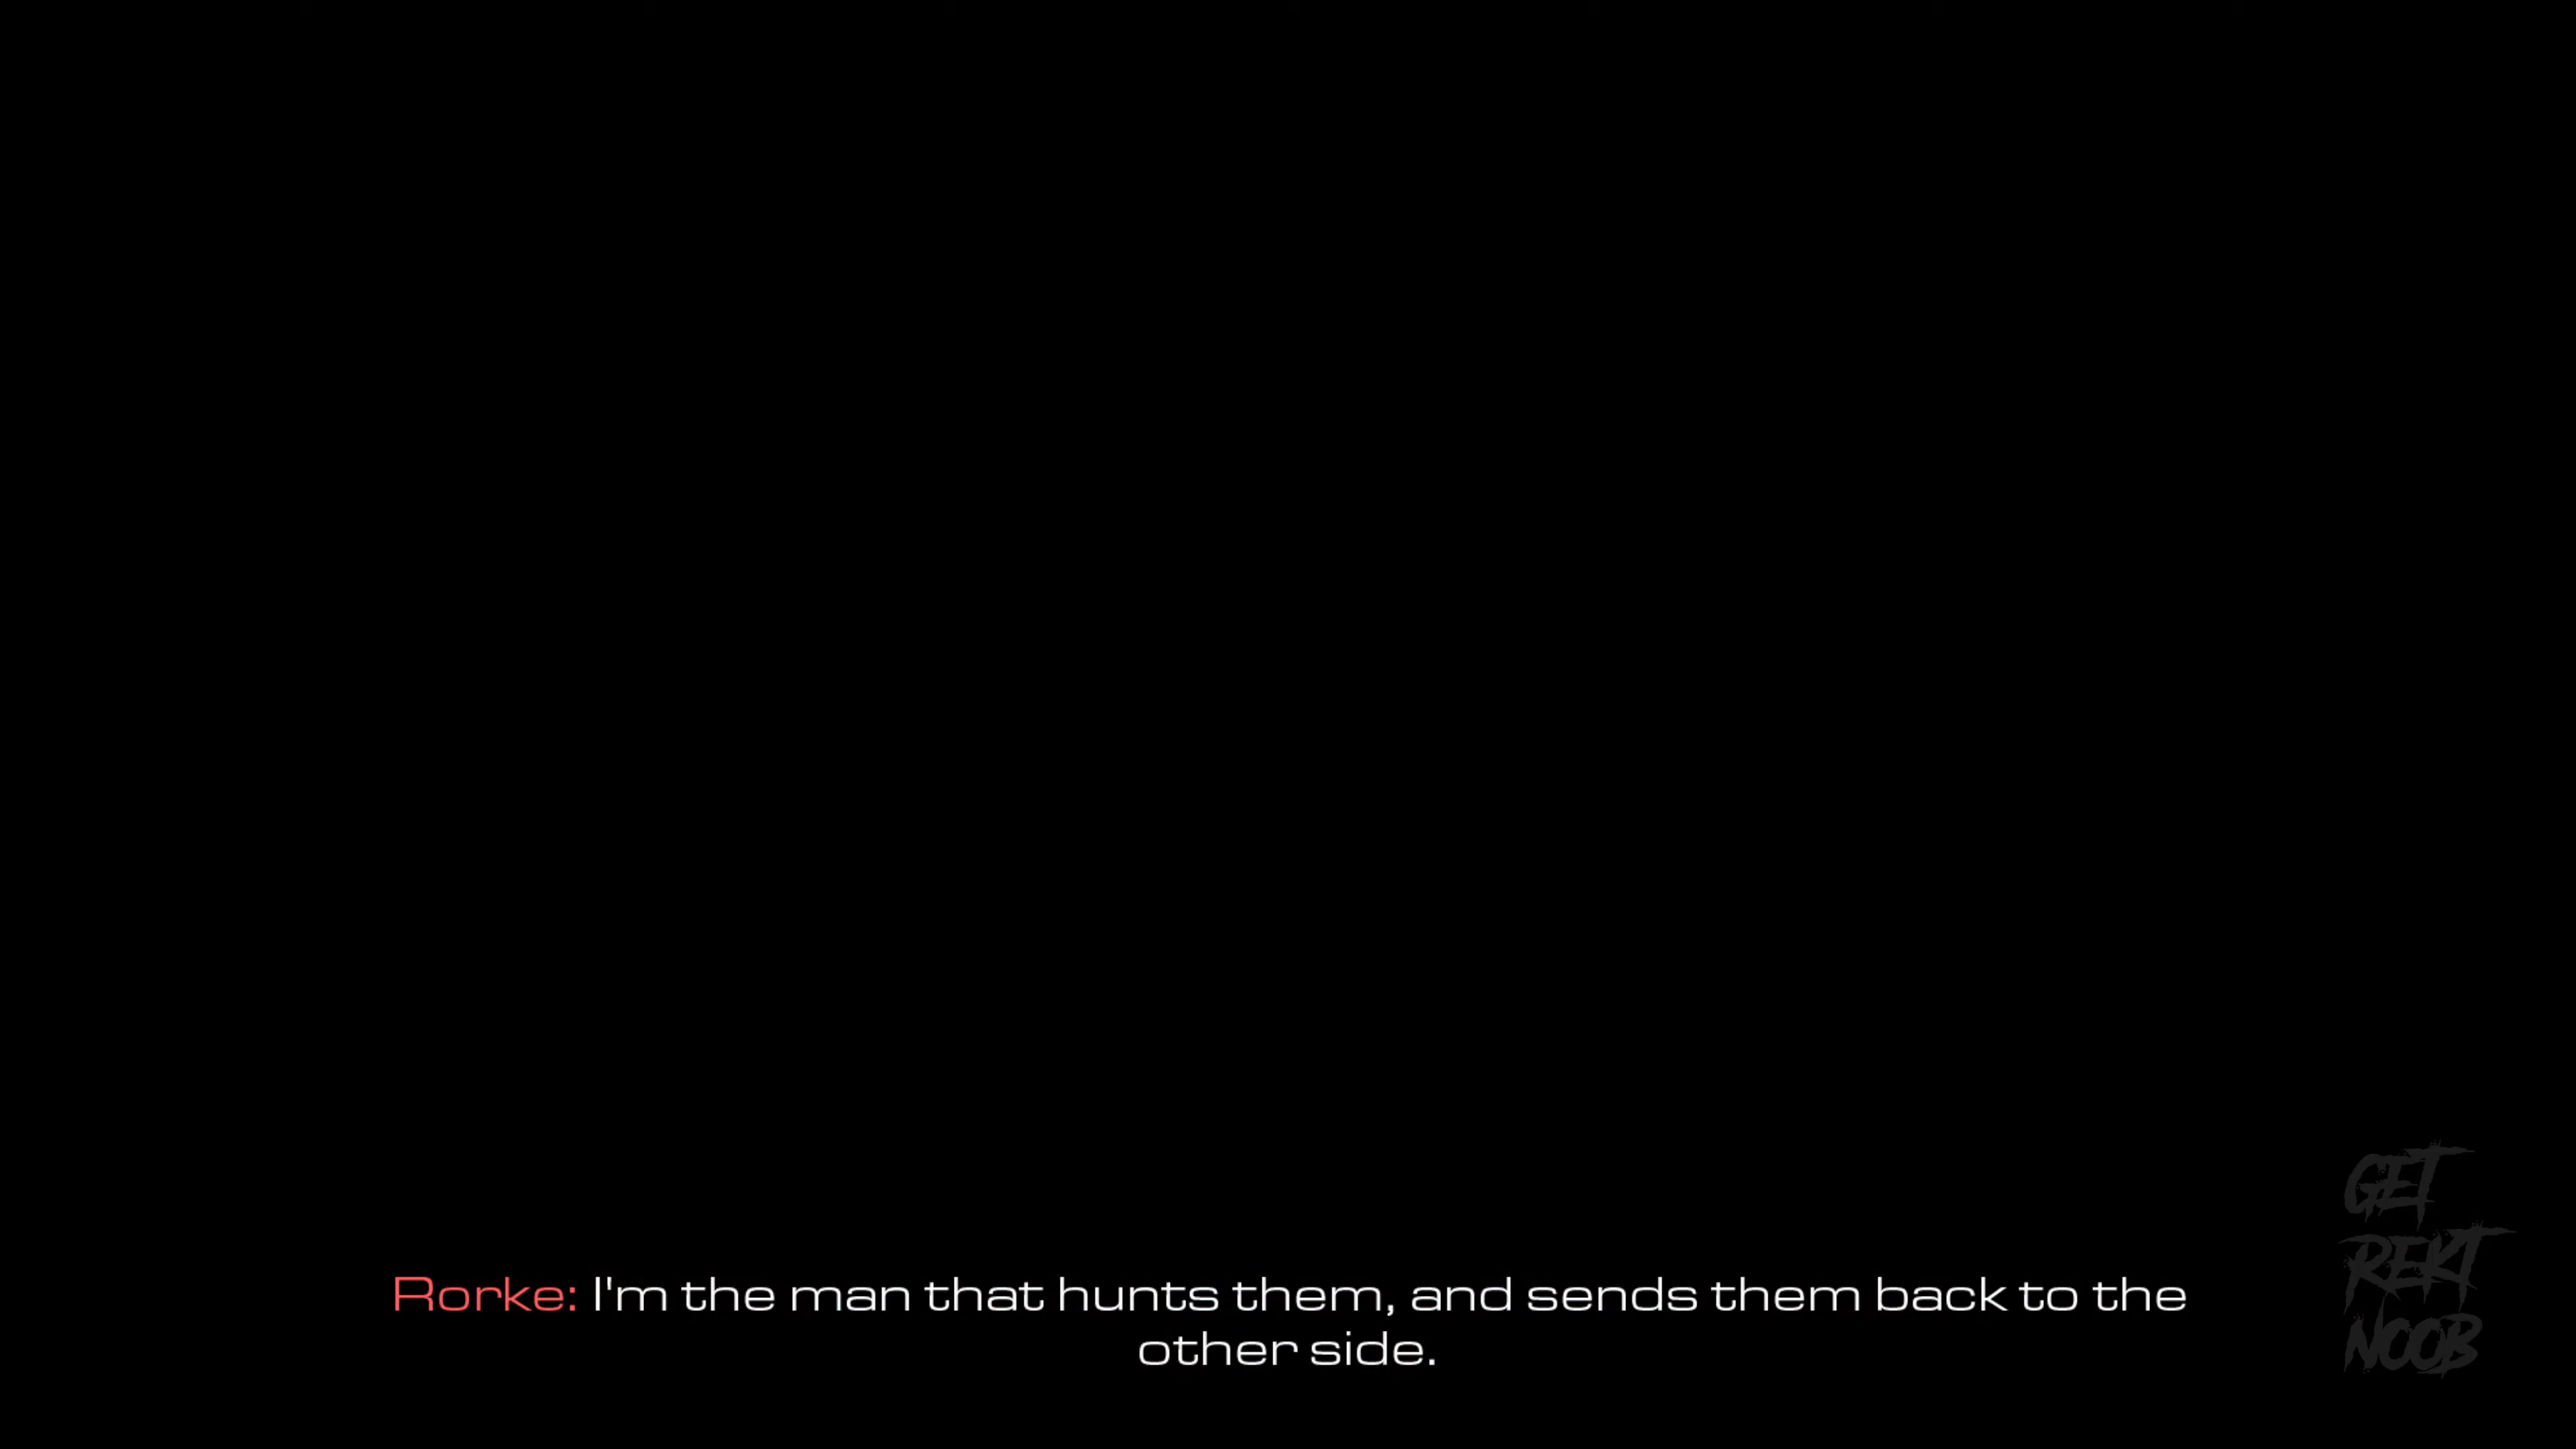 GET
REKT
NOOB
Rorke: I'm the man that hunts them, and sends them back to the
other side.